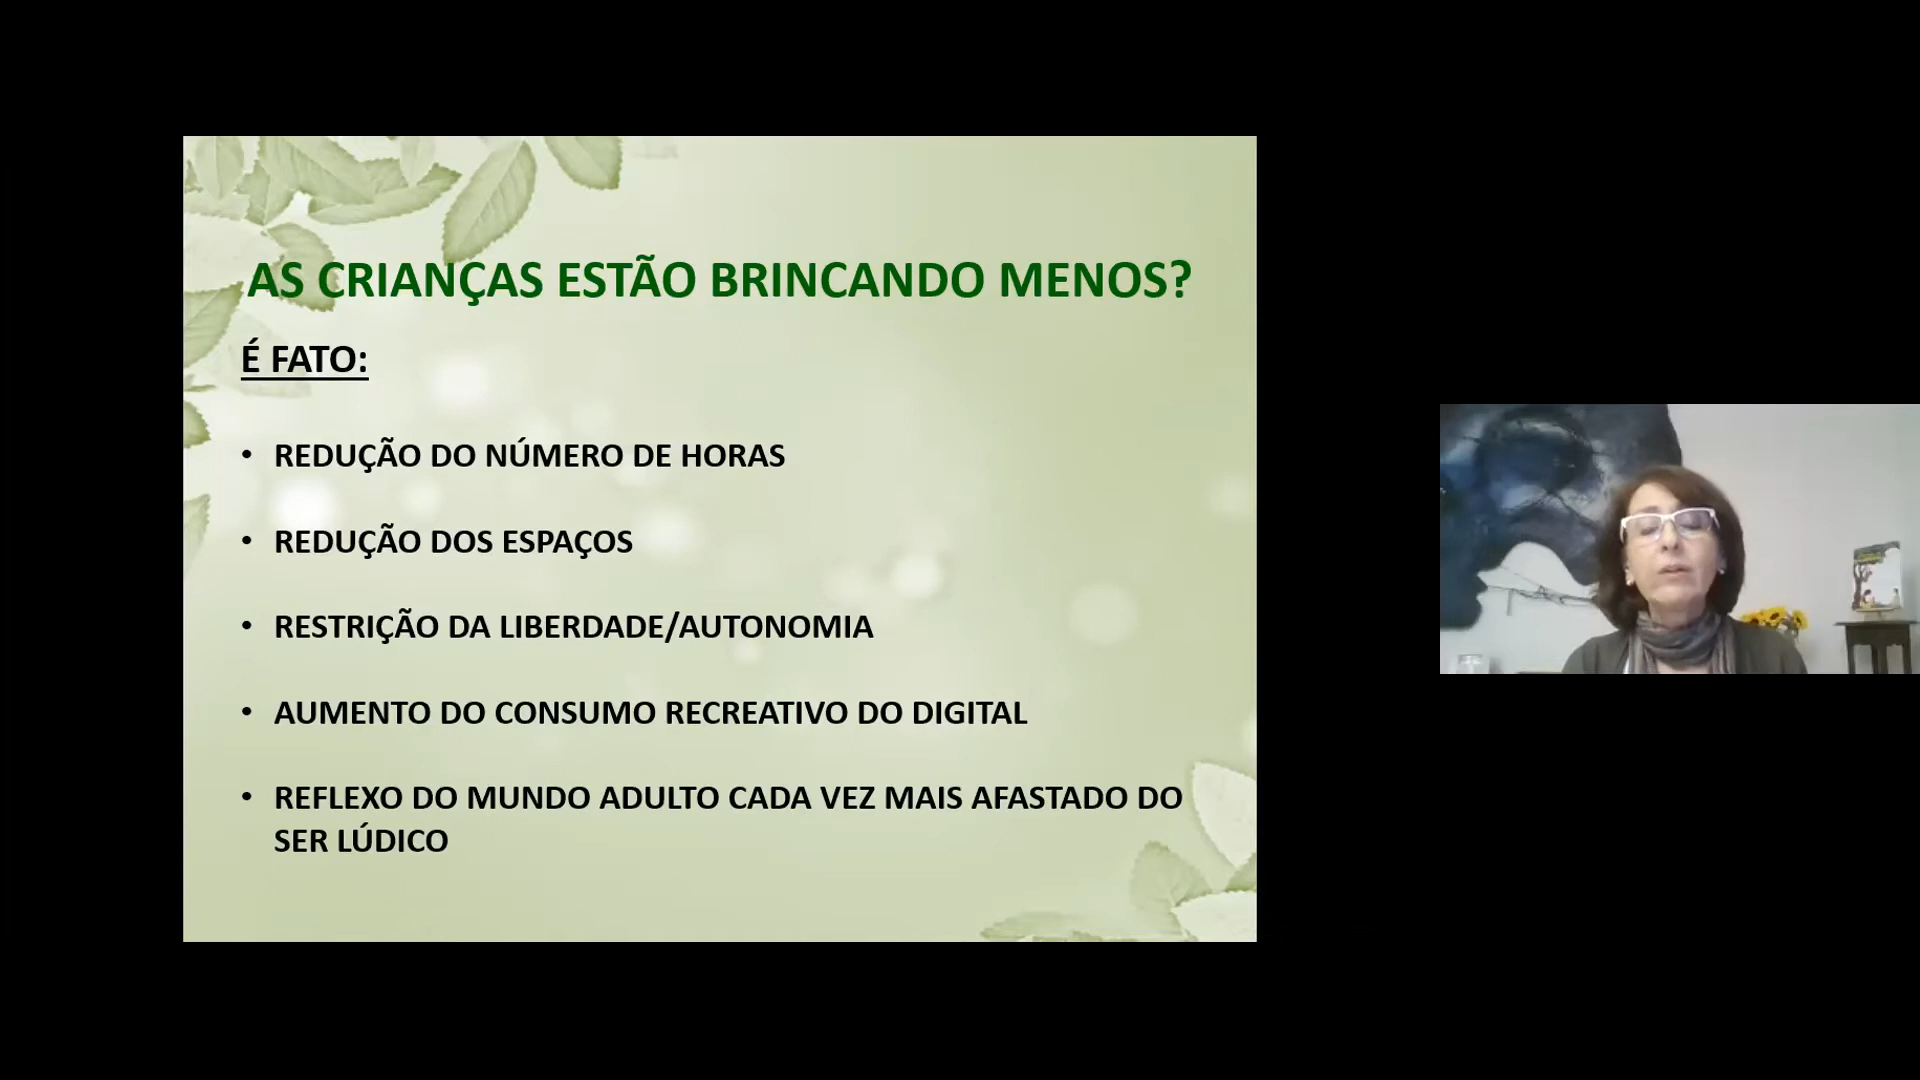 AS CRIANÇAS ESTÃO BRINCANDO MENOS?
É FATO:
• REDUÇÃO DO NÚMERO DE HORAS
• REDUÇÃO DOS ESPAÇOS
• RESTRIÇÃO DA LIBERDADE/AUTONOMIA
• AUMENTO DO CONSUMO RECREATIVO DO DIGITAL
• REFLEXO DO MUNDO ADULTO CADA VEZ MAIS AFASTADO DO
SER LÚDICO